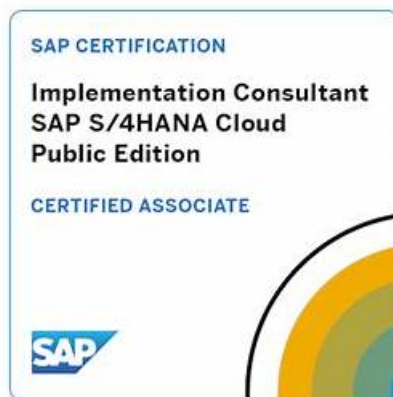 SAP CERTIFICATION
Implementation Consultant
SAP S/4HANA Cloud
Public Edition
CERTIFIED ASSOCIATE
SAP